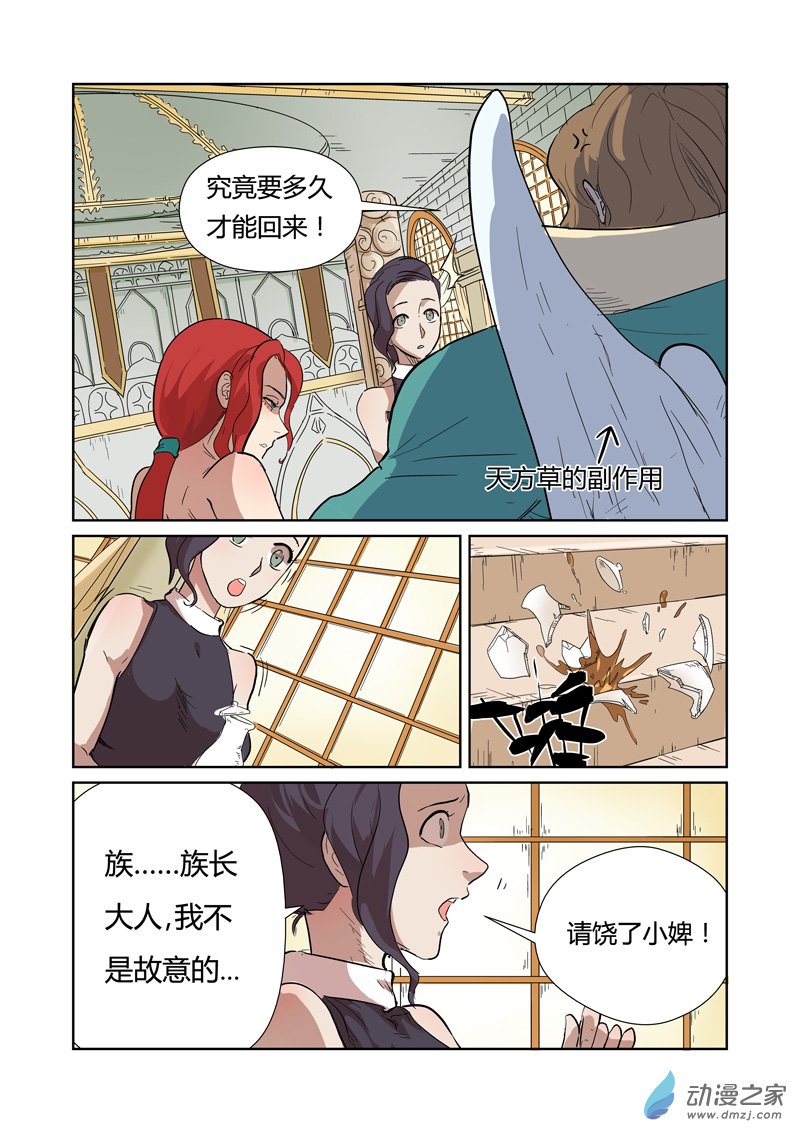 究竟要多久
才能回来！
天方草的副作用
族……族长
大人，我不
是故意的...
请饶了小婢！
动漫之家
www.dmzj.com